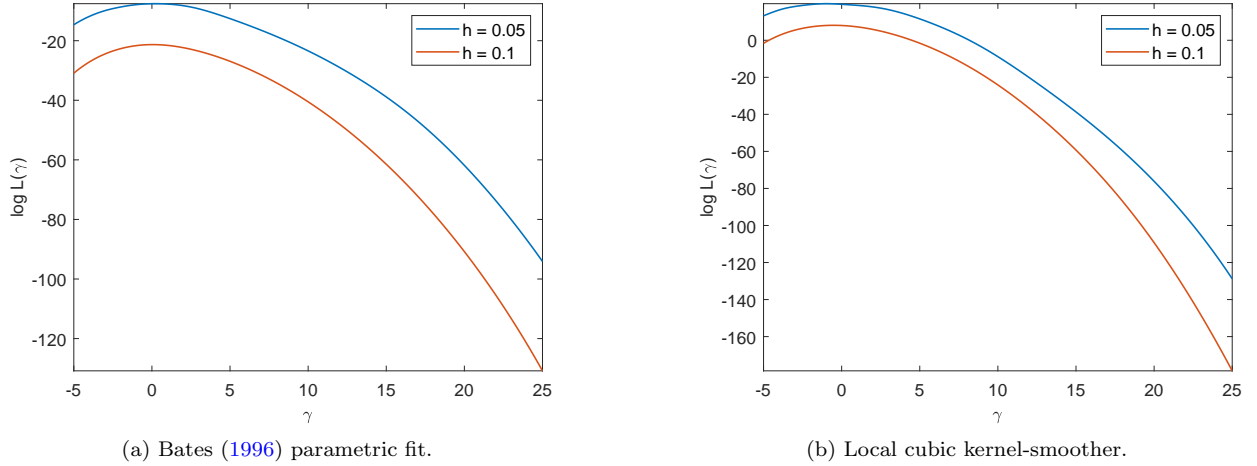 h = 0.05
h = 0.1
-20
-40
-60
-80
-100
-120
log L(γ)
-5 0 5 10 15 20 25
γ
(a) Bates (1996) parametric fit.
h = 0.05
h = 0.1
0
-20
-40
-60
-80
-100
-120
-140
-160
log L(γ)
-5 0 5 10 15 20 25
γ
(b) Local cubic kernel-smoother.